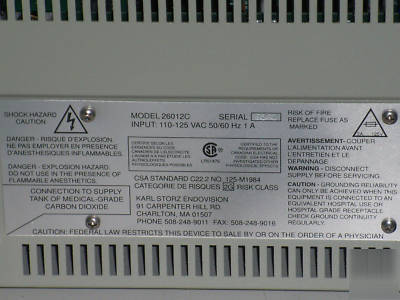 SHOCK HAZARD
CAUTION
DANGER - RISQUE D'EXPLOSION
NE PAS EMPLOYER EN PRESENCE
D'ANESTHESIQUES INFLAMMABLES.
DANGER - EXPLOSION HAZARD
DO NOT USE IN THE PRESENCE OF
FLAMMABLE ANESTHETICS.
CONNECTION TO SUPPLY
TANK OF MEDICAL-GRADE
CARBON DIOXIDE
MODEL 26012C
SERIAL
INPUT: 110-125 VAC 50/60 Hz 1 A
CERTIFIED
CSA STANDARD C22.2 NO. 125-M1984
CATEGORIE DE RISQUES 2G RISK CLASS
KARL STORZ ENDOVISION
91 CARPENTER HILL RD.
CHARLTON, MA 01507
PHONE 508-248-9011 FAX: 508-248-9016
RISK OF FIRE
REPLACE FUSE AS
MARKED
AVERTISSEMENT- COUPER
L'ALIMENTATION AVANT
L'ENTRETIEN ET LE
DEPANNAGE
WARNING - DISCONNECT
SUPPLY BEFORE SERVICING
CAUTION - GROUNDING RELIABILITY
CAN ONLY BE ACHIEVED WHEN THIS
EQUIPMENT IS CONNECTED TO AN
EQUIVALENT HOSPITAL USE OR
HOSPITAL GRADE RECEPTACLE
CHECK GROUND CONTINUITY
REGULARLY.
CAUTION: FEDERAL LAW RESTRICTS THIS DEVICE TO SALE BY OR ON THE ORDER OF A PHYSICIAN